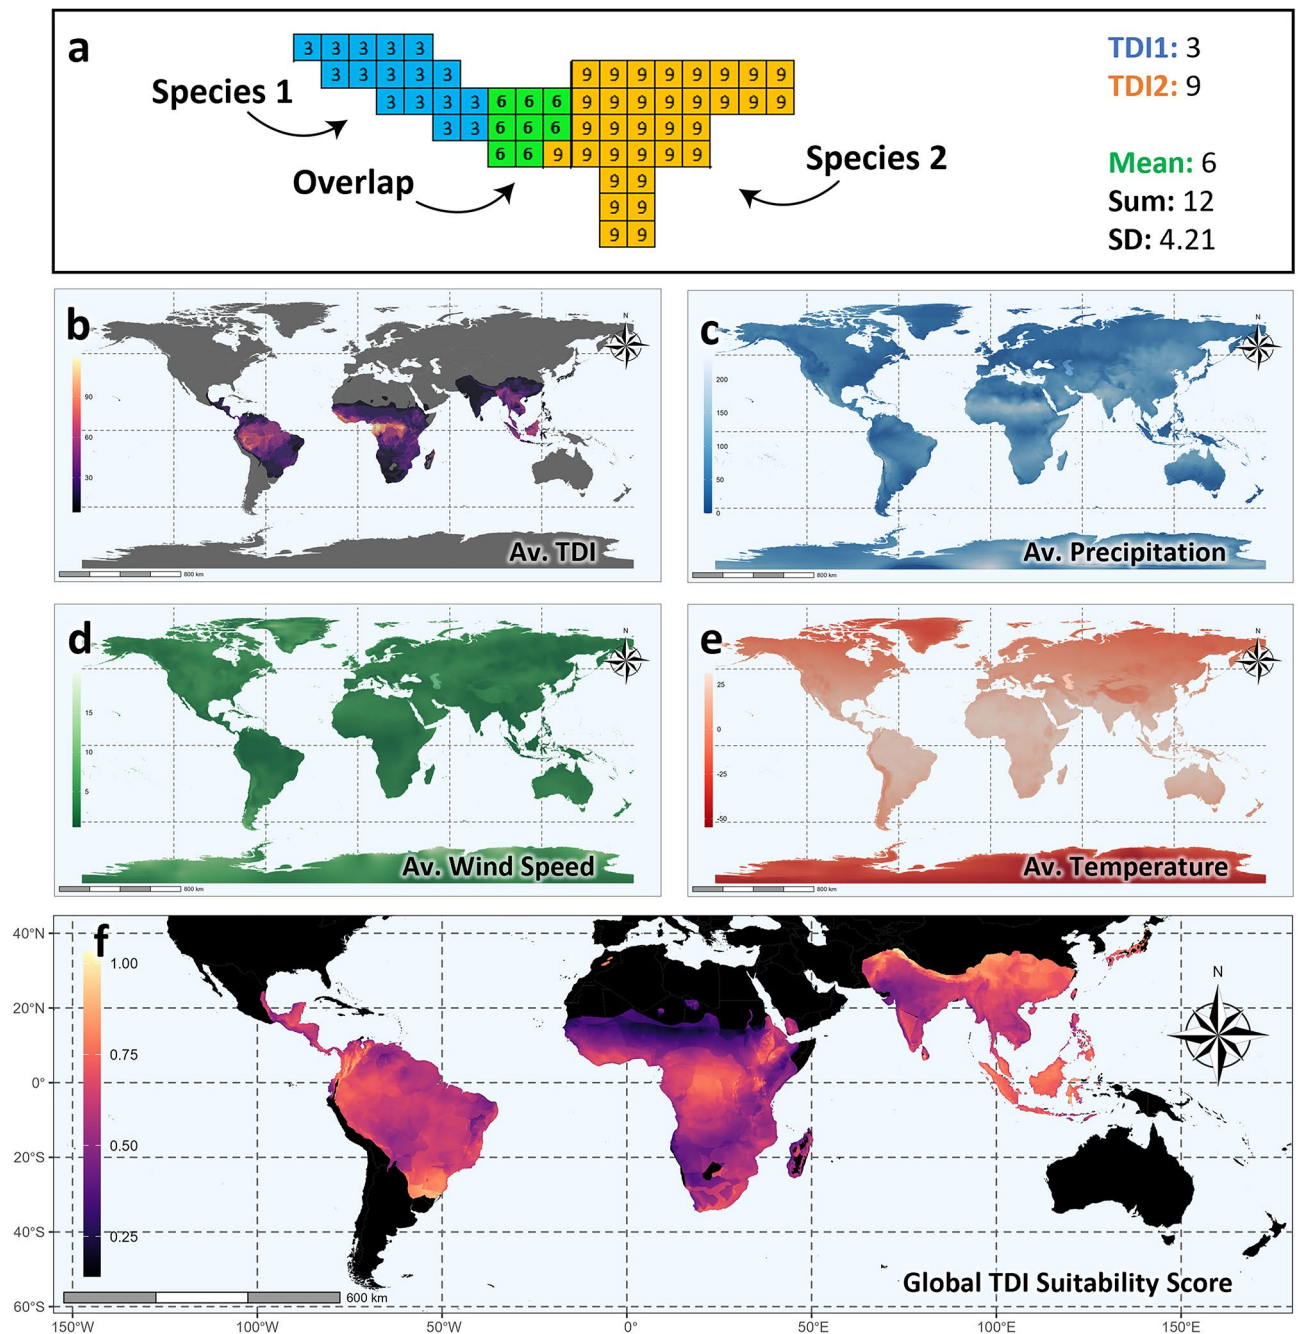 a
3 3 3 3 3
TDI1: 3
3 3 3 3 3 9 9 9 9 9 9 9 9
TDI2: 9
Species 1
3 3 3 3 6 6 6 9 9 9 9 9 9 9 9
3 3 6 6 6 9 9 9 9 9
6 6 9 9 9 9 9 9
Species 2
Mean: 6
Overlap
9 9
Sum: 12
9 9
SD: 4.21
9 9
b
N
90
60
30
Av. TDI
800 km
c
N
200
150
100
50
0
Av. Precipitation
800 km
d
N
15
10
5
Av. Wind Speed
800 km
e
N
25
0
-25
-50
Av. Temperature
800 km
f
40°N
20°N
0°
20°S
40°S
60°S
1.00
0.75
0.50
0.25
N
Global TDI Suitability Score
600 km
150°W 100°W 50°W 0° 50°E 100°E 150°E